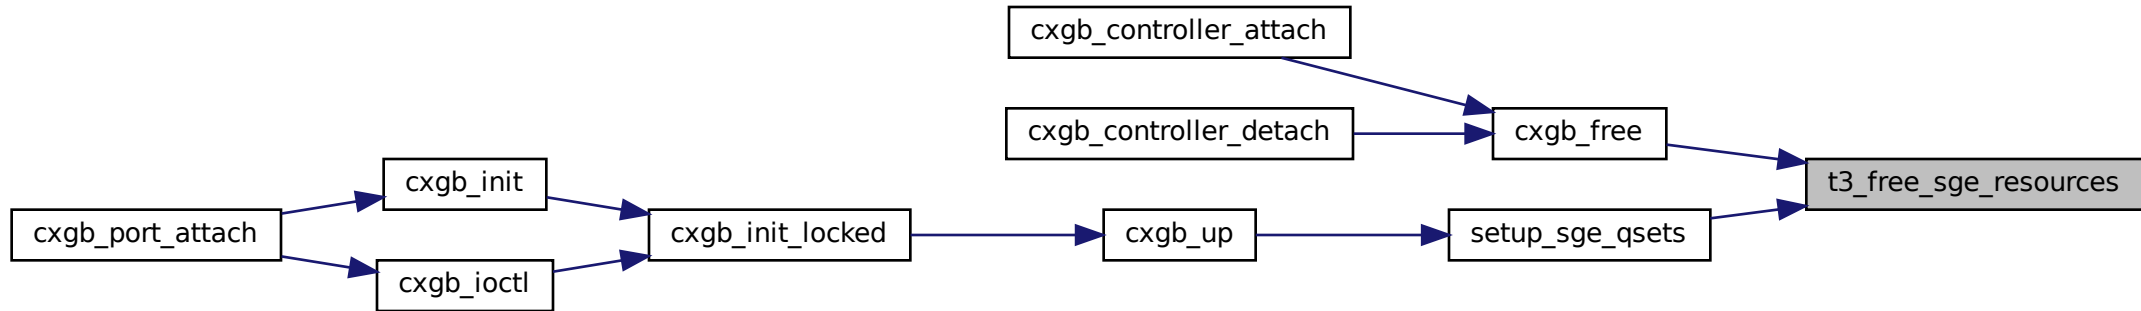 cxgb_controller_attach
cxgb_controller_detach
cxgb_free
cxgb_init
t3_free_sge_resources
cxgb_port_attach
cxgb_init_locked
cxgb_up
setup_sge_qsets
cxgb_ioctl